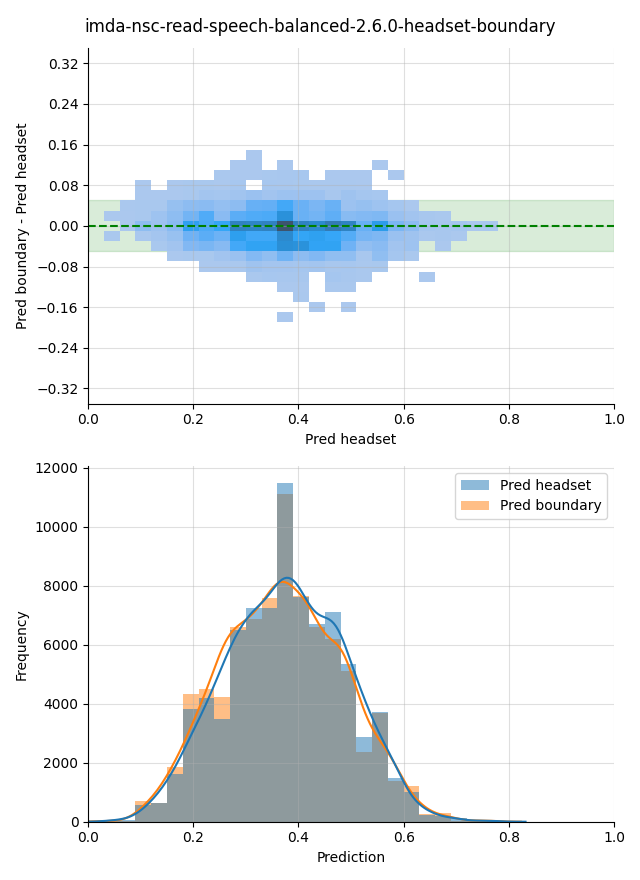 imda-nsc-read-speech-balanced-2.6.0-headset-boundary
0.32
0.24
0.16
0.08
0.00
−0.08
−0.16
−0.24
−0.32
Pred boundary - Pred headset
0.0 0.2 0.4 0.6 0.8 1.0
Pred headset
12000
10000
8000
6000
4000
2000
0
Frequency
Pred headset
Pred boundary
0.0 0.2 0.4 0.6 0.8 1.0
Prediction